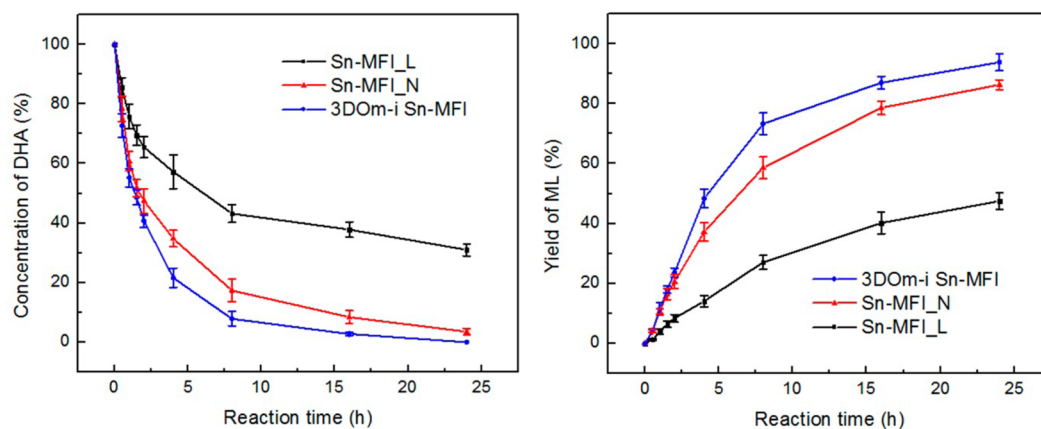 Concentration of DHA (%)
100
80
60
40
20
0
Sn-MFI_L
Sn-MFI_N
3DOm-i Sn-MFI
0
5
10
15
20
25
Reaction time (h)
Yield of ML (%)
100
80
60
40
20
0
3DOm-i Sn-MFI
Sn-MFI_N
Sn-MFI_L
0
5
10
15
20
25
Reaction time (h)